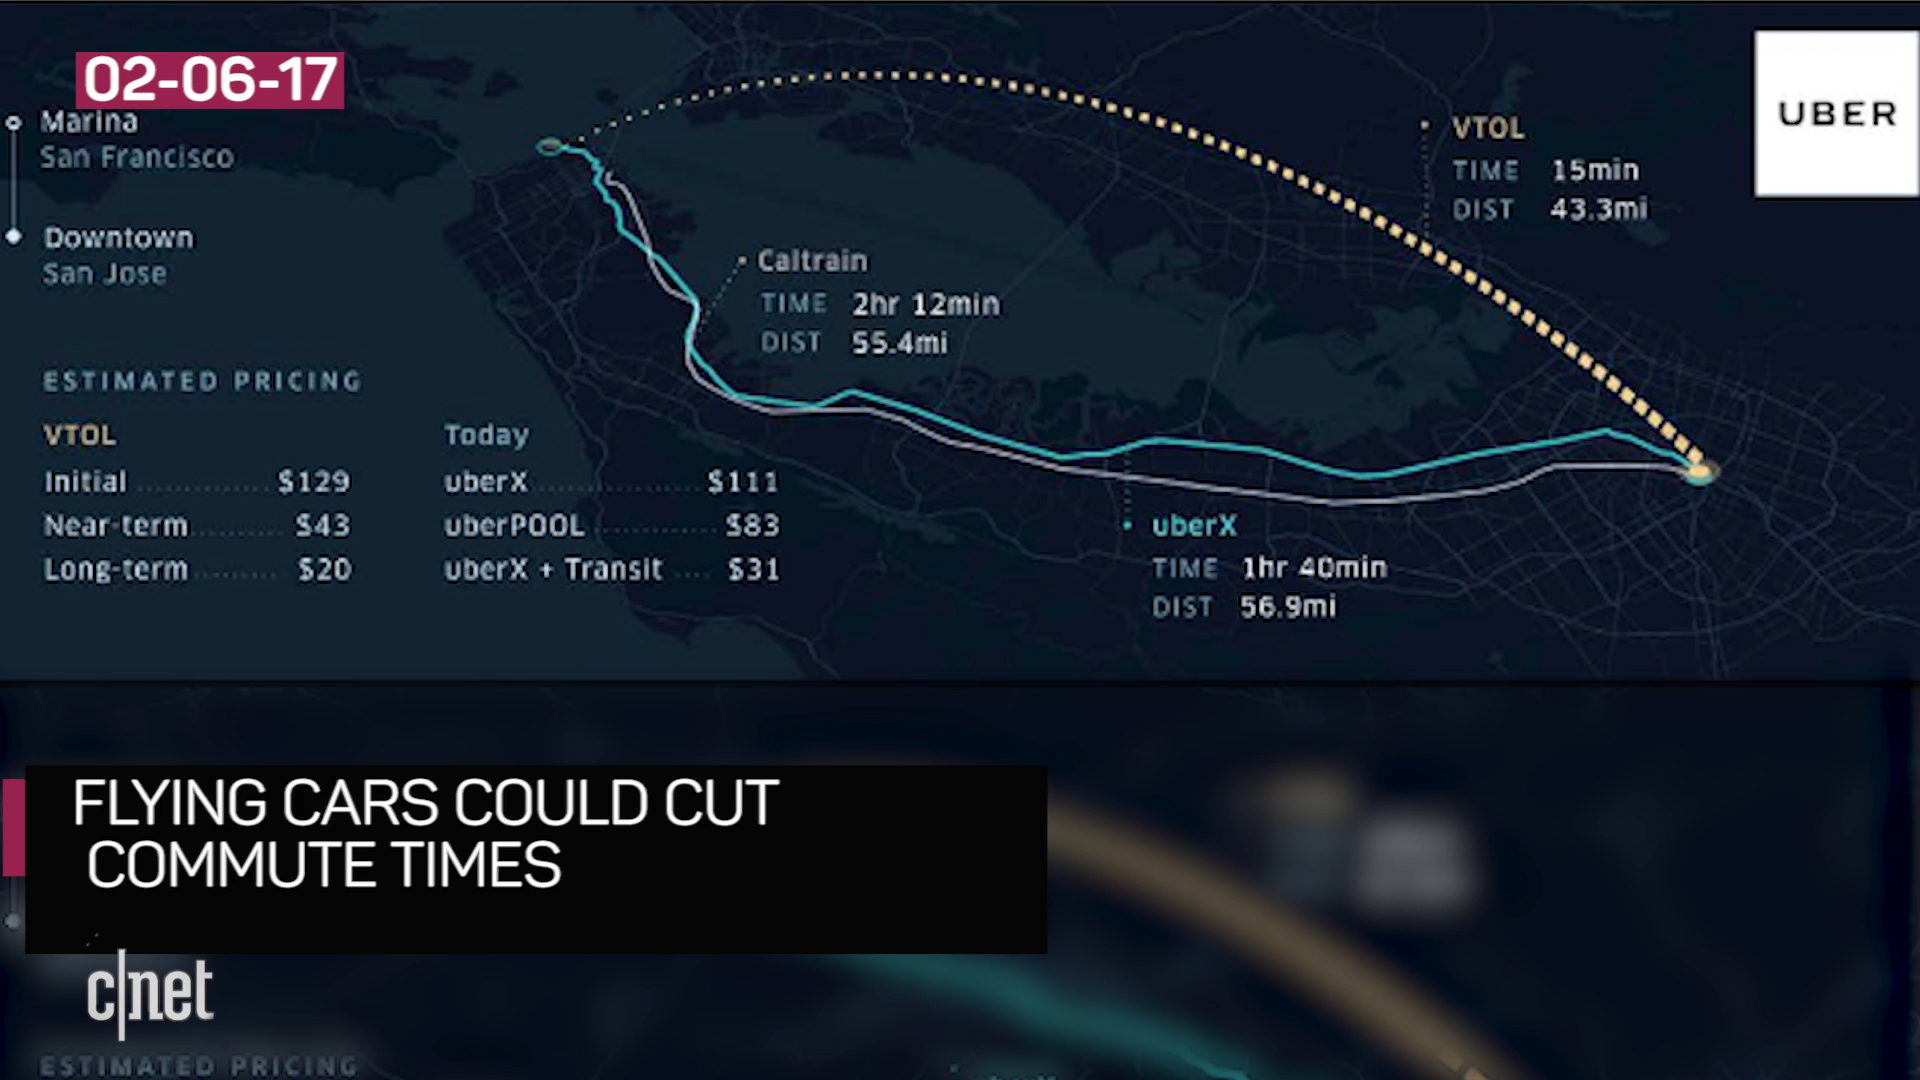 02-06-17
Marina
San Francisco
Downtown
San Jose
UBER
VTOL
TIME 15min
DIST 43.3mi
Caltrain
TIME 2hr 12min
DIST 55.4mi
ESTIMATED PRICING
VTOL
Initial $129
Near-term $43
Long-term $20
Today
uberX $111
uberPOOL $83
uberX + Transit $31
uberX
TIME 1hr 40min
DIST 56.9mi
FLYING CARS COULD CUT
COMMUTE TIMES
c|net
ESTIMATED PRICING